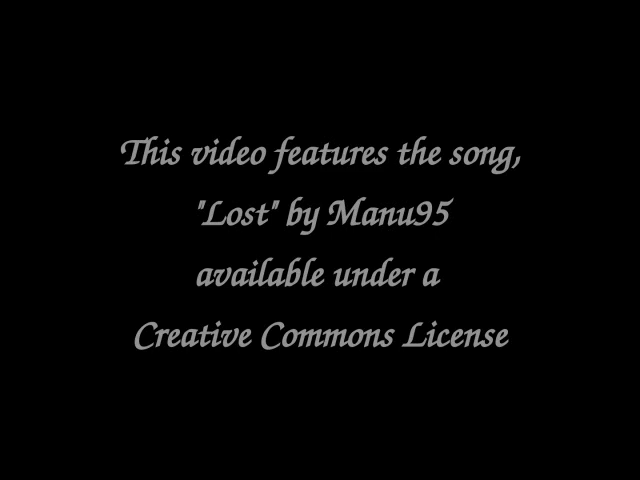 This video features the song,
"Lost" by Manu95
available under a
Creative Commons License